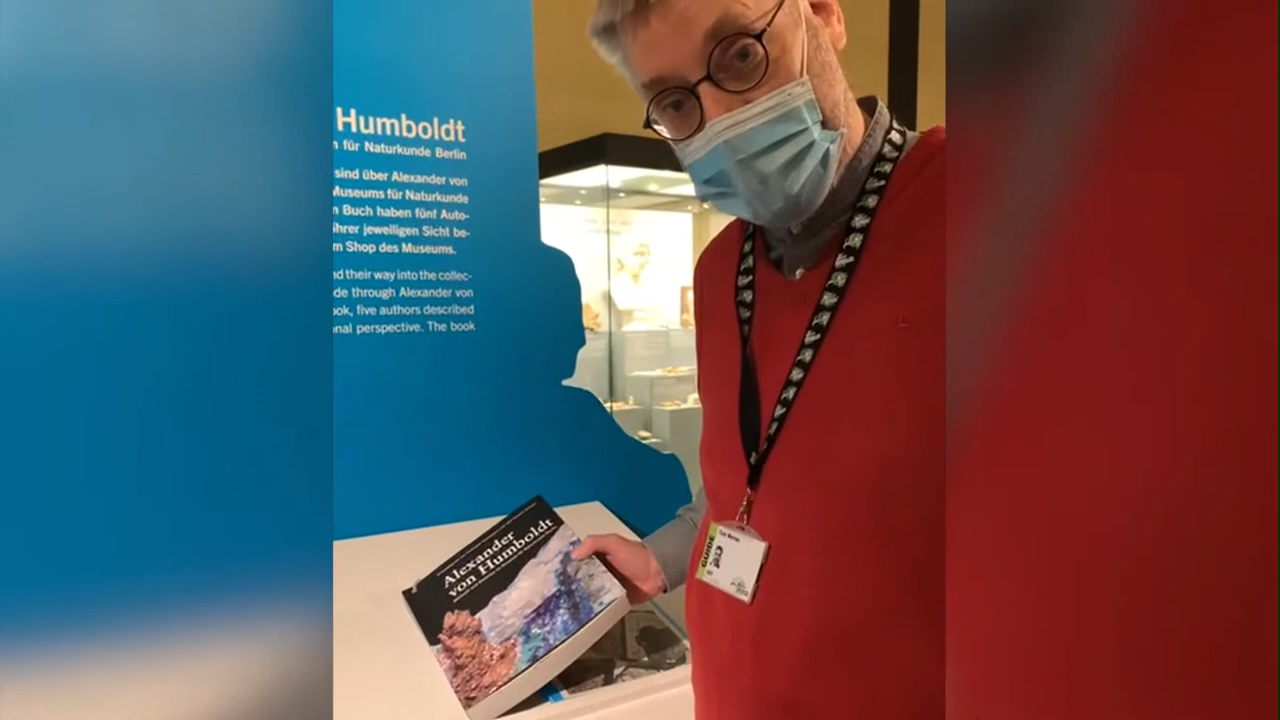 Humboldt
n für Naturkunde Berlin
sind über Alexander von
Museums für Naturkunde
n Buch haben fünf Auto-
ihrer jeweiligen Sicht be-
m Shop des Museums.
nd their way into the collec-
de through Alexander von
ook, five authors described
nal perspective. The book
Alexander
von Humboldt
GUIDE